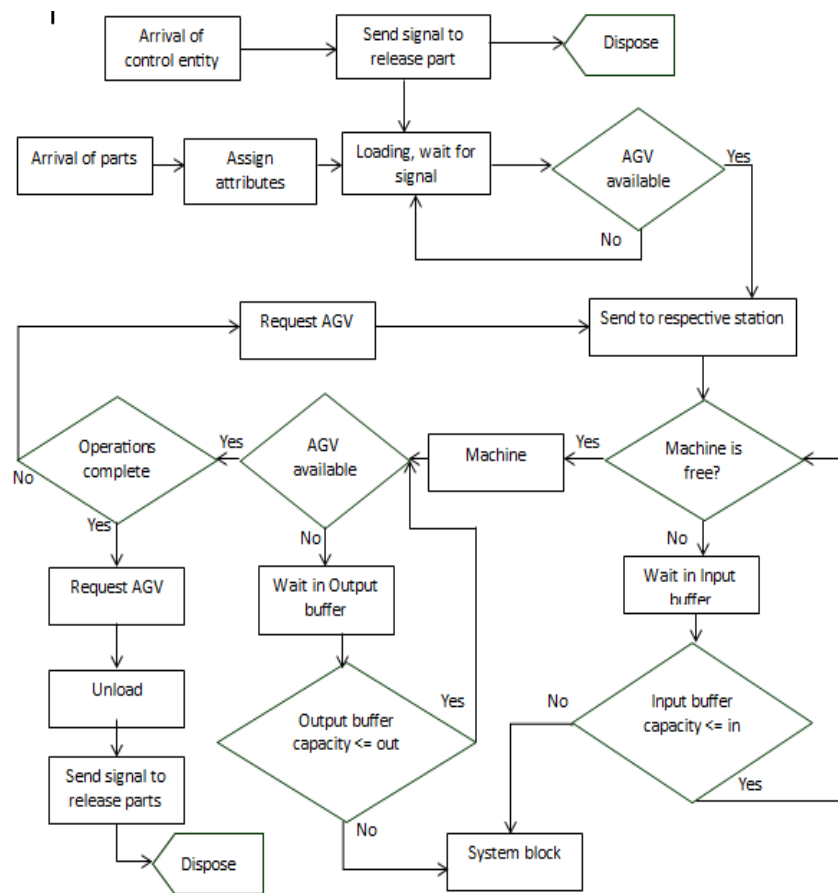 Arrival of
control entity
Send signal to
release part
Dispose
Arrival of parts
Assign
attributes
Loading, wait for
signal
AGV
available
Yes
No
Request AGV
Send to respective station
Operations
complete
Yes
AGV
available
Machine
Yes
Machine is
free?
No
Yes
No
No
Request AGV
Wait in Output
buffer
Wait in Input
buffer
Unload
Output buffer
capacity <= out
Yes
No
Input buffer
capacity <= in
Yes
Send signal to
release parts
No
Dispose
System block